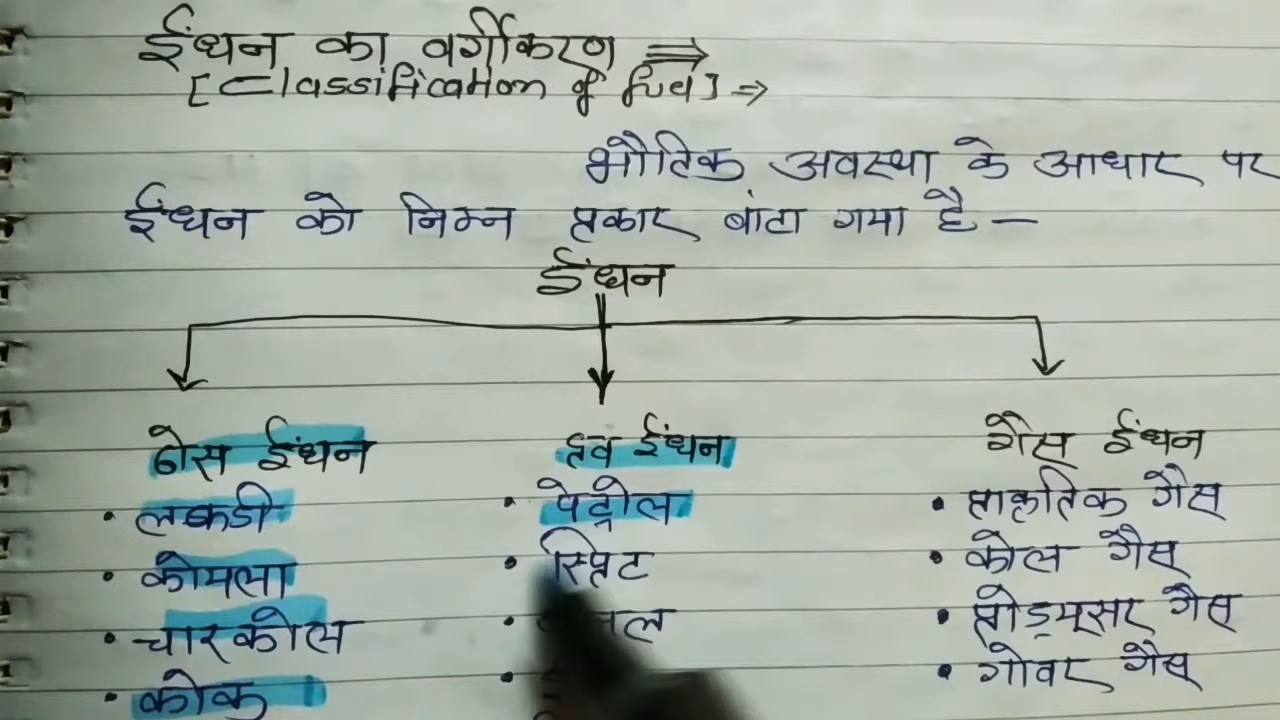 ईंधन का वर्गीकरण ⇒
[Classification of fuel] ⇒
भौतिक अवस्था के आधार पर
ईंधन को निम्न प्रकार बांटा गया है —
ईंधन
ठोस ईंधन
• लकडी
• कोयला
• चारकोल
• कोक
द्रव ईंधन
• पेट्रोल
• स्प्रिट
गैस ईंधन
• प्राकृतिक गैस
• कोल गैस
• प्रोड्यूसर गैस
• गोवर गैस